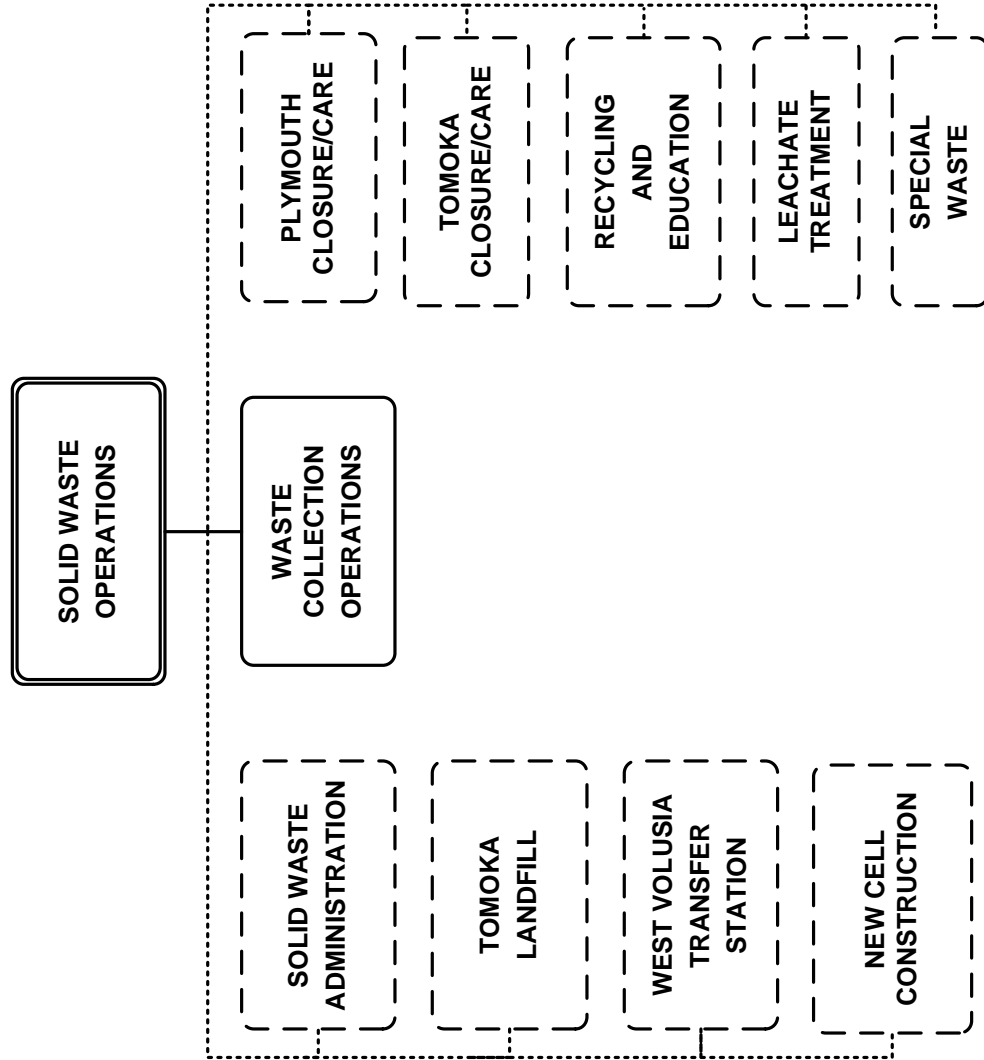 SOLID WASTE
OPERATIONS
WASTE
COLLECTION
OPERATIONS
SOLID WASTE
ADMINISTRATION
TOMOKA
LANDFILL
WEST VOLUSIA
TRANSFER
STATION
NEW CELL
CONSTRUCTION
PLYMOUTH
CLOSURE/CARE
TOMOKA
CLOSURE/CARE
RECYCLING
AND
EDUCATION
LEACHATE
TREATMENT
SPECIAL
WASTE